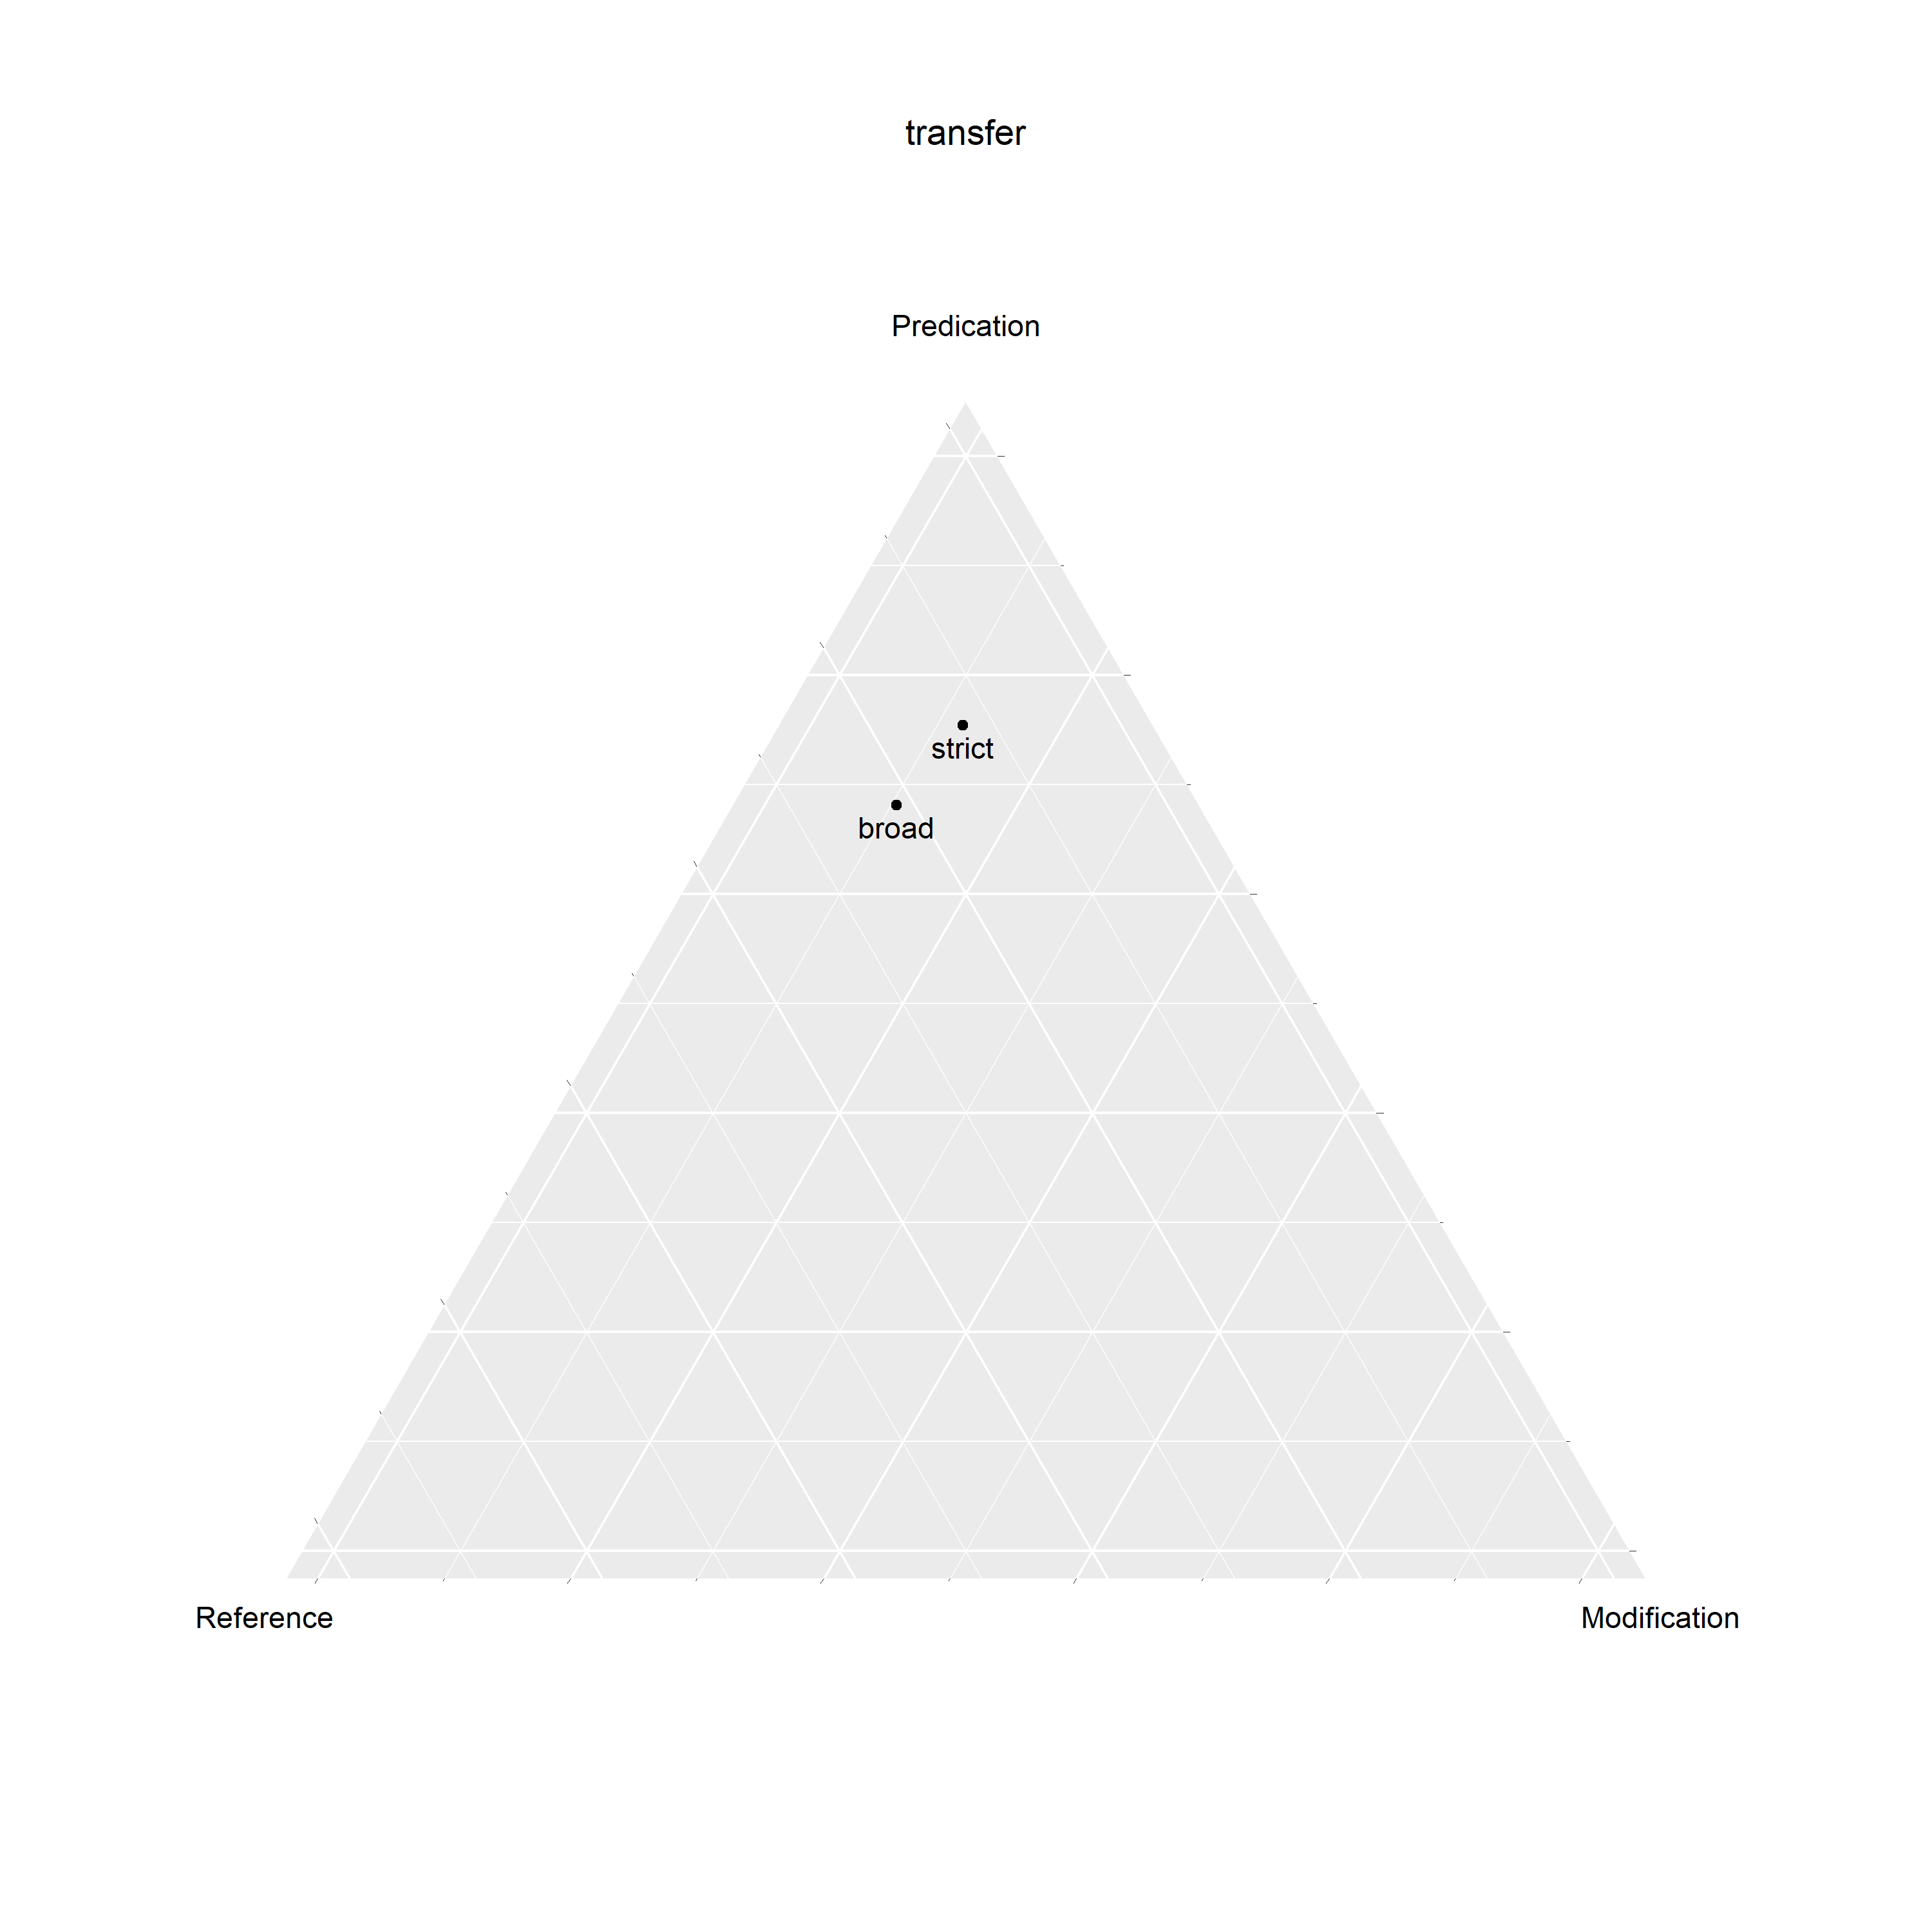 transfer
Predication
strict
broad
Reference
Modification